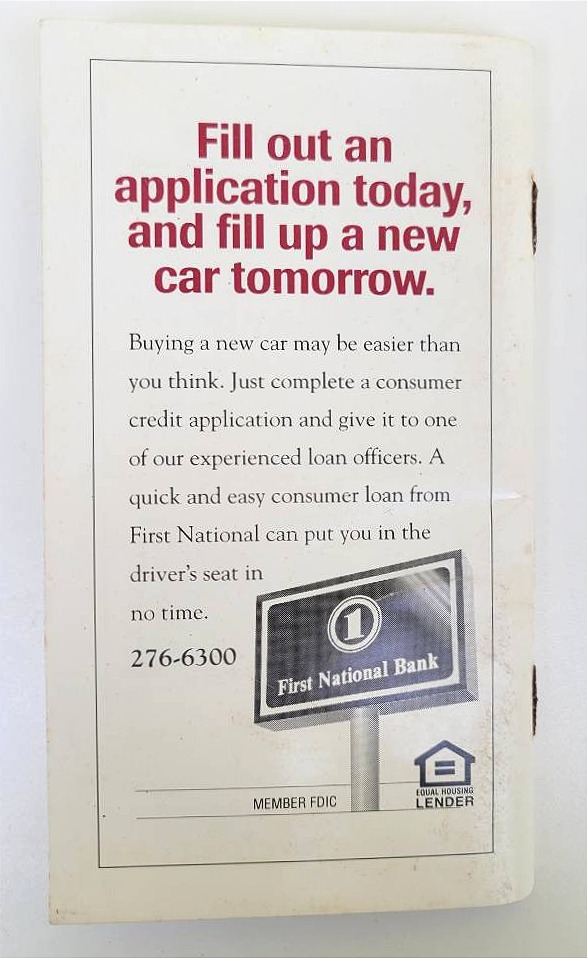 Fill out an
application today,
and fill up a new
car tomorrow.
Buying a new car may be easier than
you think. Just complete a consumer
credit application and give it to one
of our experienced loan officers. A
quick and easy consumer loan from
First National can put you in the
driver's seat in
no time.
276-6300
1
First National Bank
MEMBER FDIC
EQUAL HOUSING
LENDER